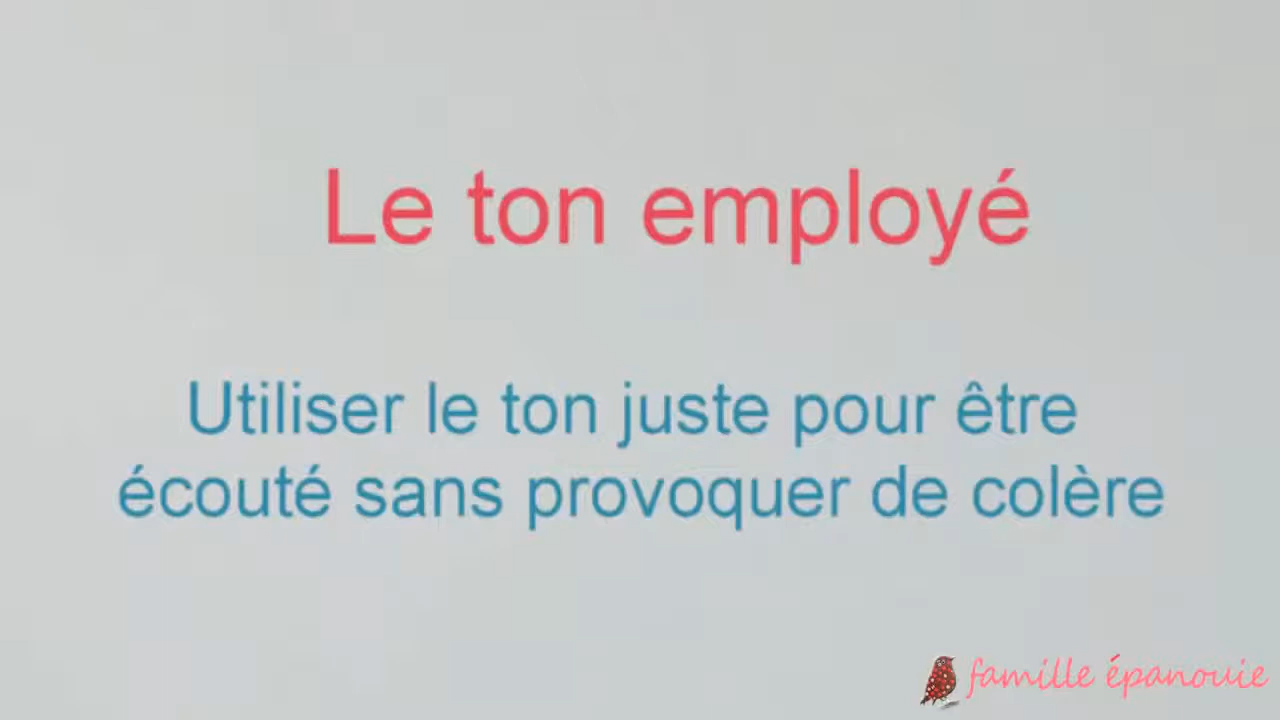 Le ton employé
Utiliser le ton juste pour être
écouté sans provoquer de colère
famille épanouie